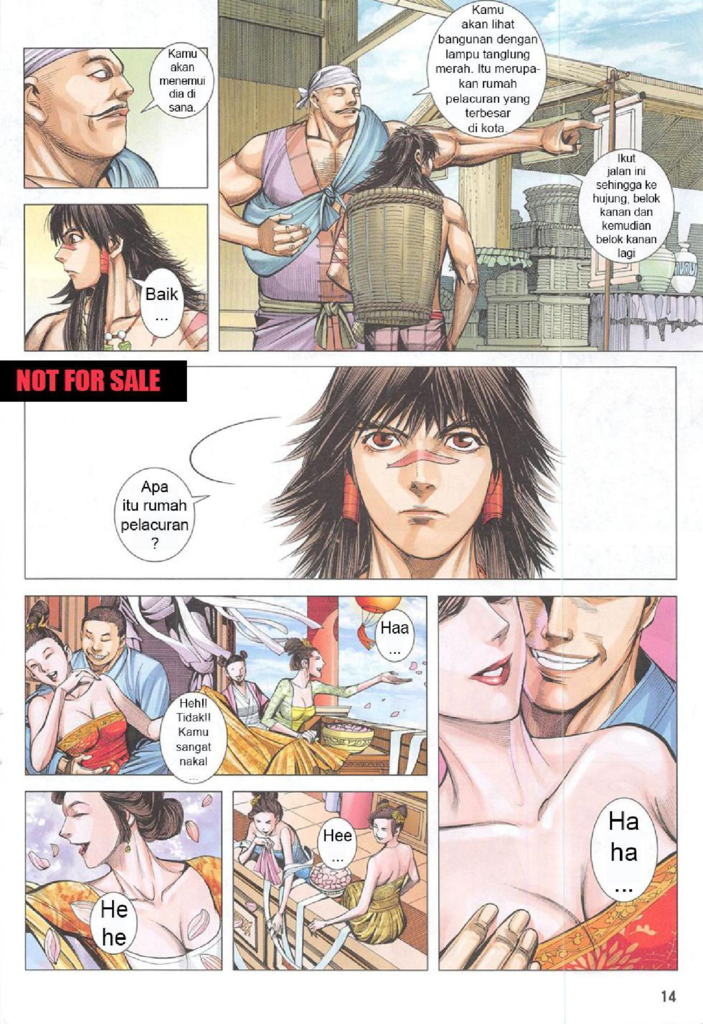 Kamu
akan
menemui
dia di
sana.
Kamu
akan lihat
bangunan dengan
lampu tanglung
merah. Itu merupa-
kan rumah
pelacuran yang
terbesar
di kota.
Ikut
jalan ini
sehingga ke
hujung, belok
kanan dan
kemudian
belok kanan
lagi
Baik
...
NOT FOR SALE
Apa
itu rumah
pelacuran
?
Haa
...
Heh!!
Tidak!!
Kamu
sangat
nakal
...
Ha
ha
...
He
he
Hee
...
14